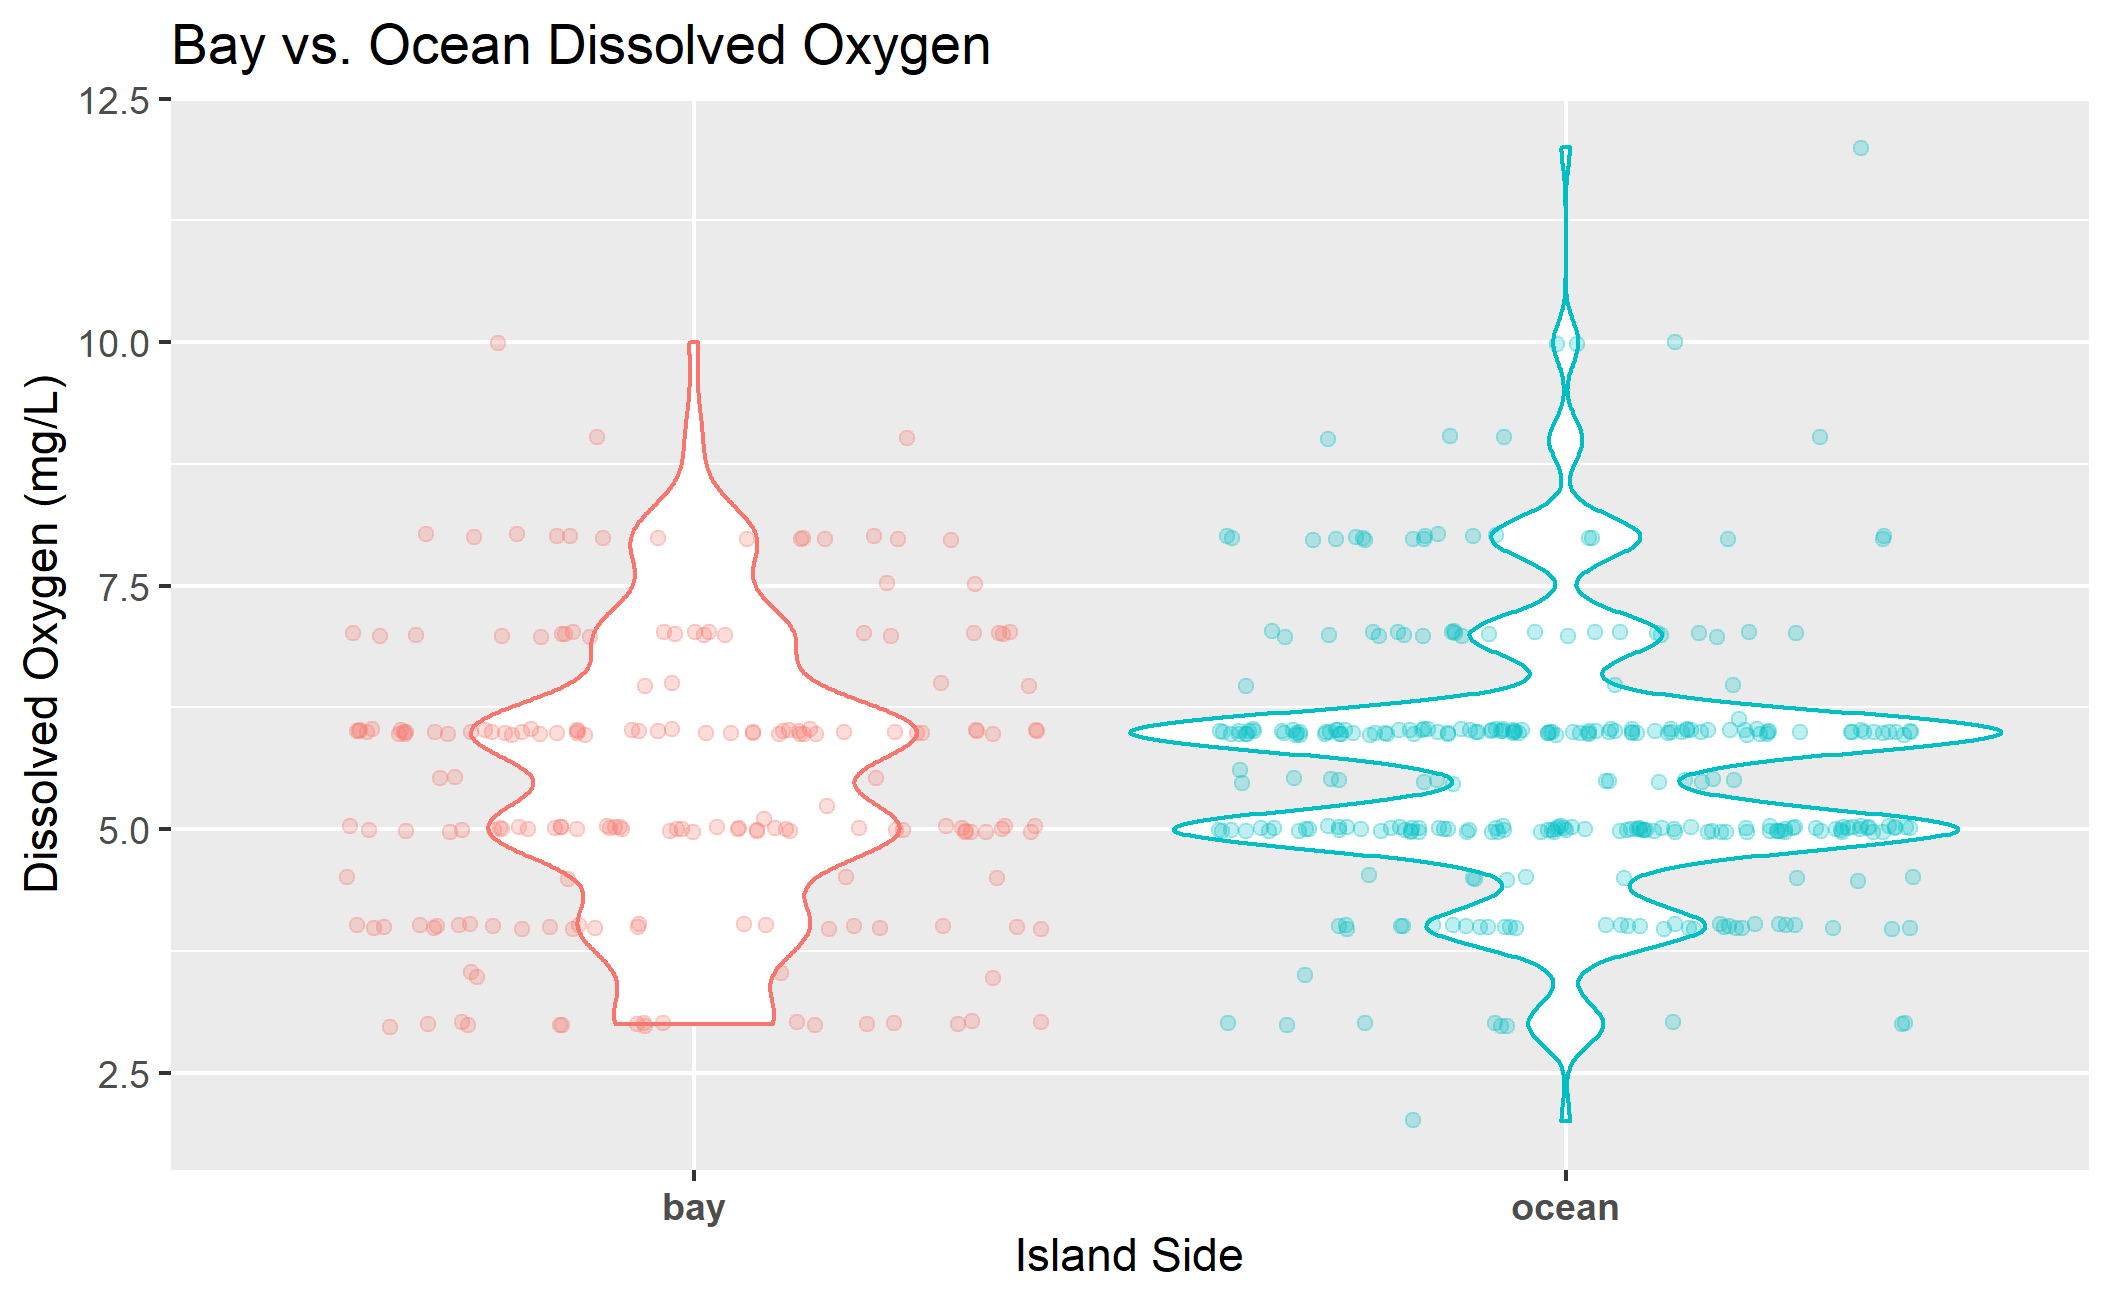 Bay vs. Ocean Dissolved Oxygen
12.5
10.0
7.5
5.0
2.5
Dissolved Oxygen (mg/L)
bay
ocean
Island Side